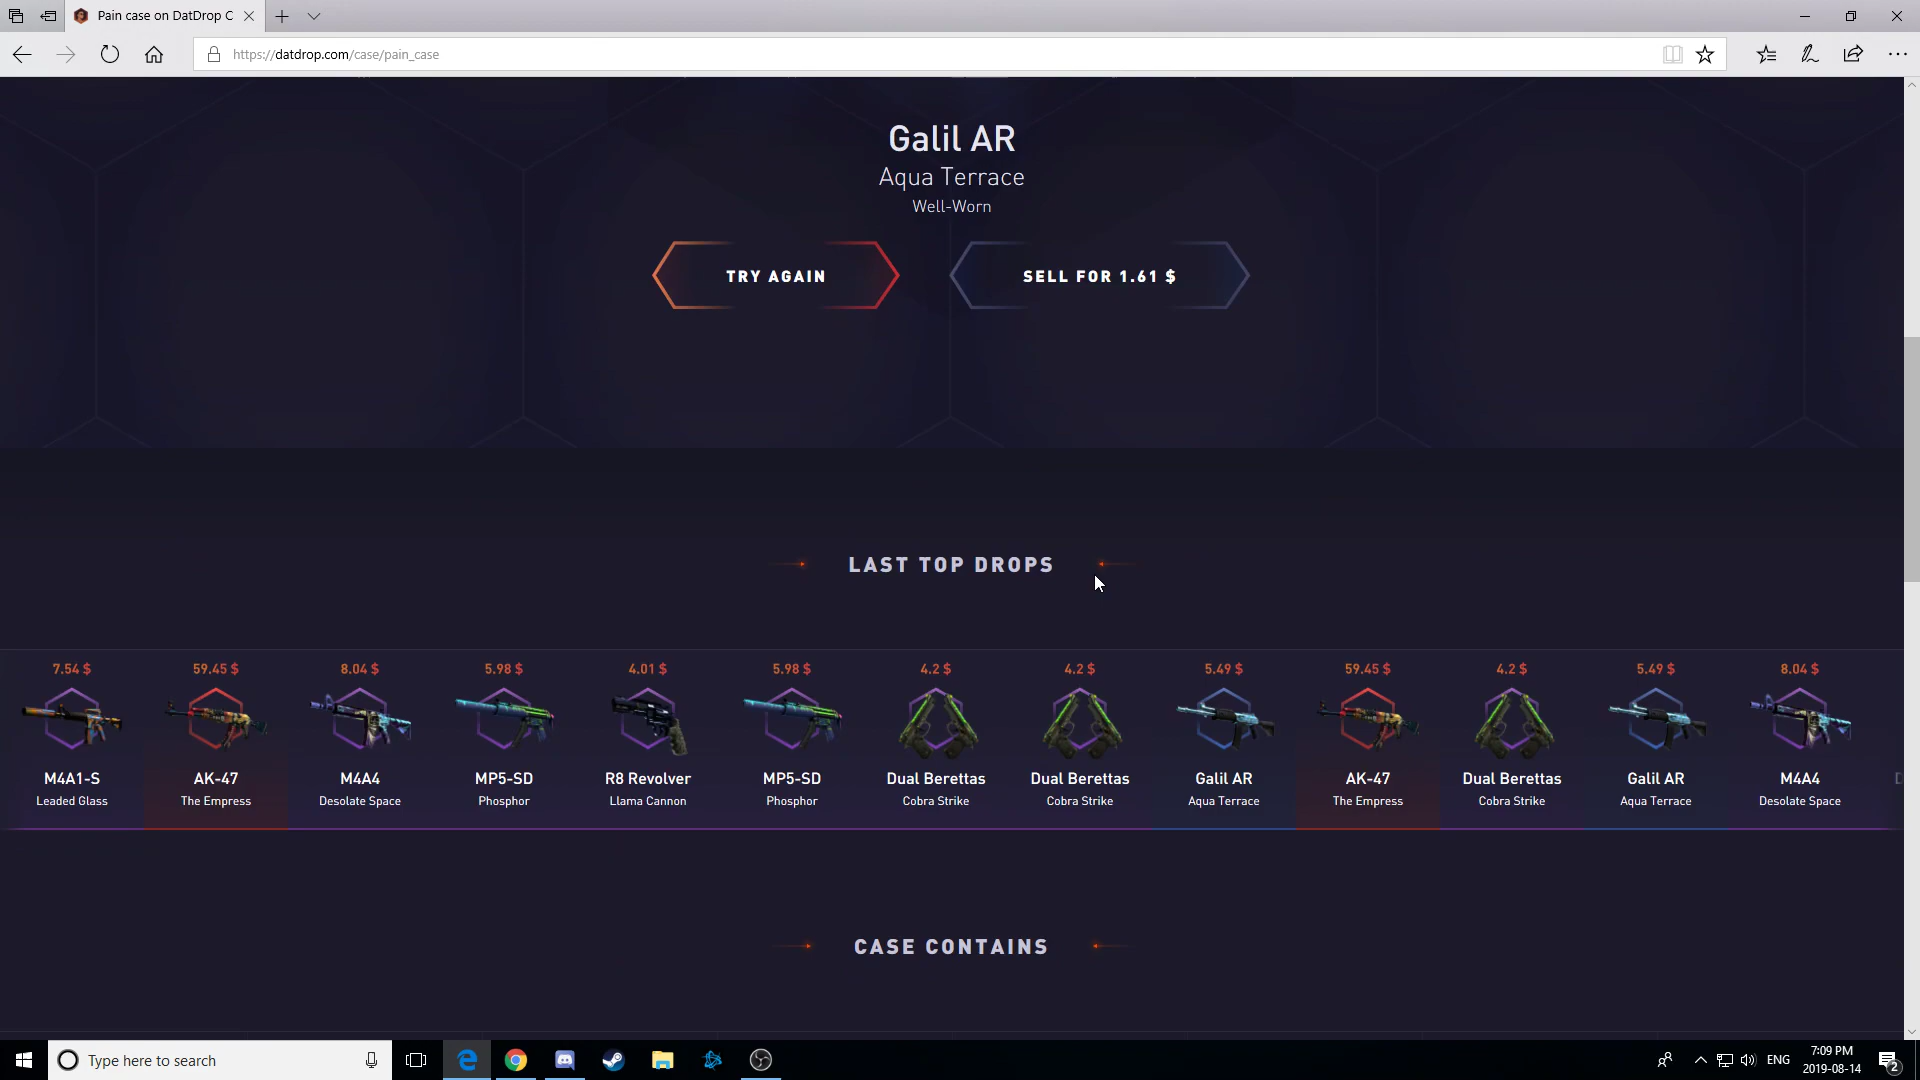 Pain case on DatDrop C
https://datdrop.com/case/pain_case
Galil AR
Aqua Terrace
Well-Worn
TRY AGAIN
SELL FOR 1.61 $
LAST TOP DROPS
7.54 $ 59.45 $ 8.04 $ 5.98 $ 4.01 $ 5.98 $ 4.2 $ 4.2 $ 5.49 $ 59.45 $ 4.2 $ 5.49 $ 8.04 $
M4A1-S AK-47 M4A4 MP5-SD R8 Revolver MP5-SD Dual Berettas Dual Berettas Galil AR AK-47 Dual Berettas Galil AR M4A4
Leaded Glass The Empress Desolate Space Phosphor Llama Cannon Phosphor Cobra Strike Cobra Strike Aqua Terrace The Empress Cobra Strike Aqua Terrace Desolate Space
CASE CONTAINS
Type here to search
ENG
7:09 PM
2019-08-14
2